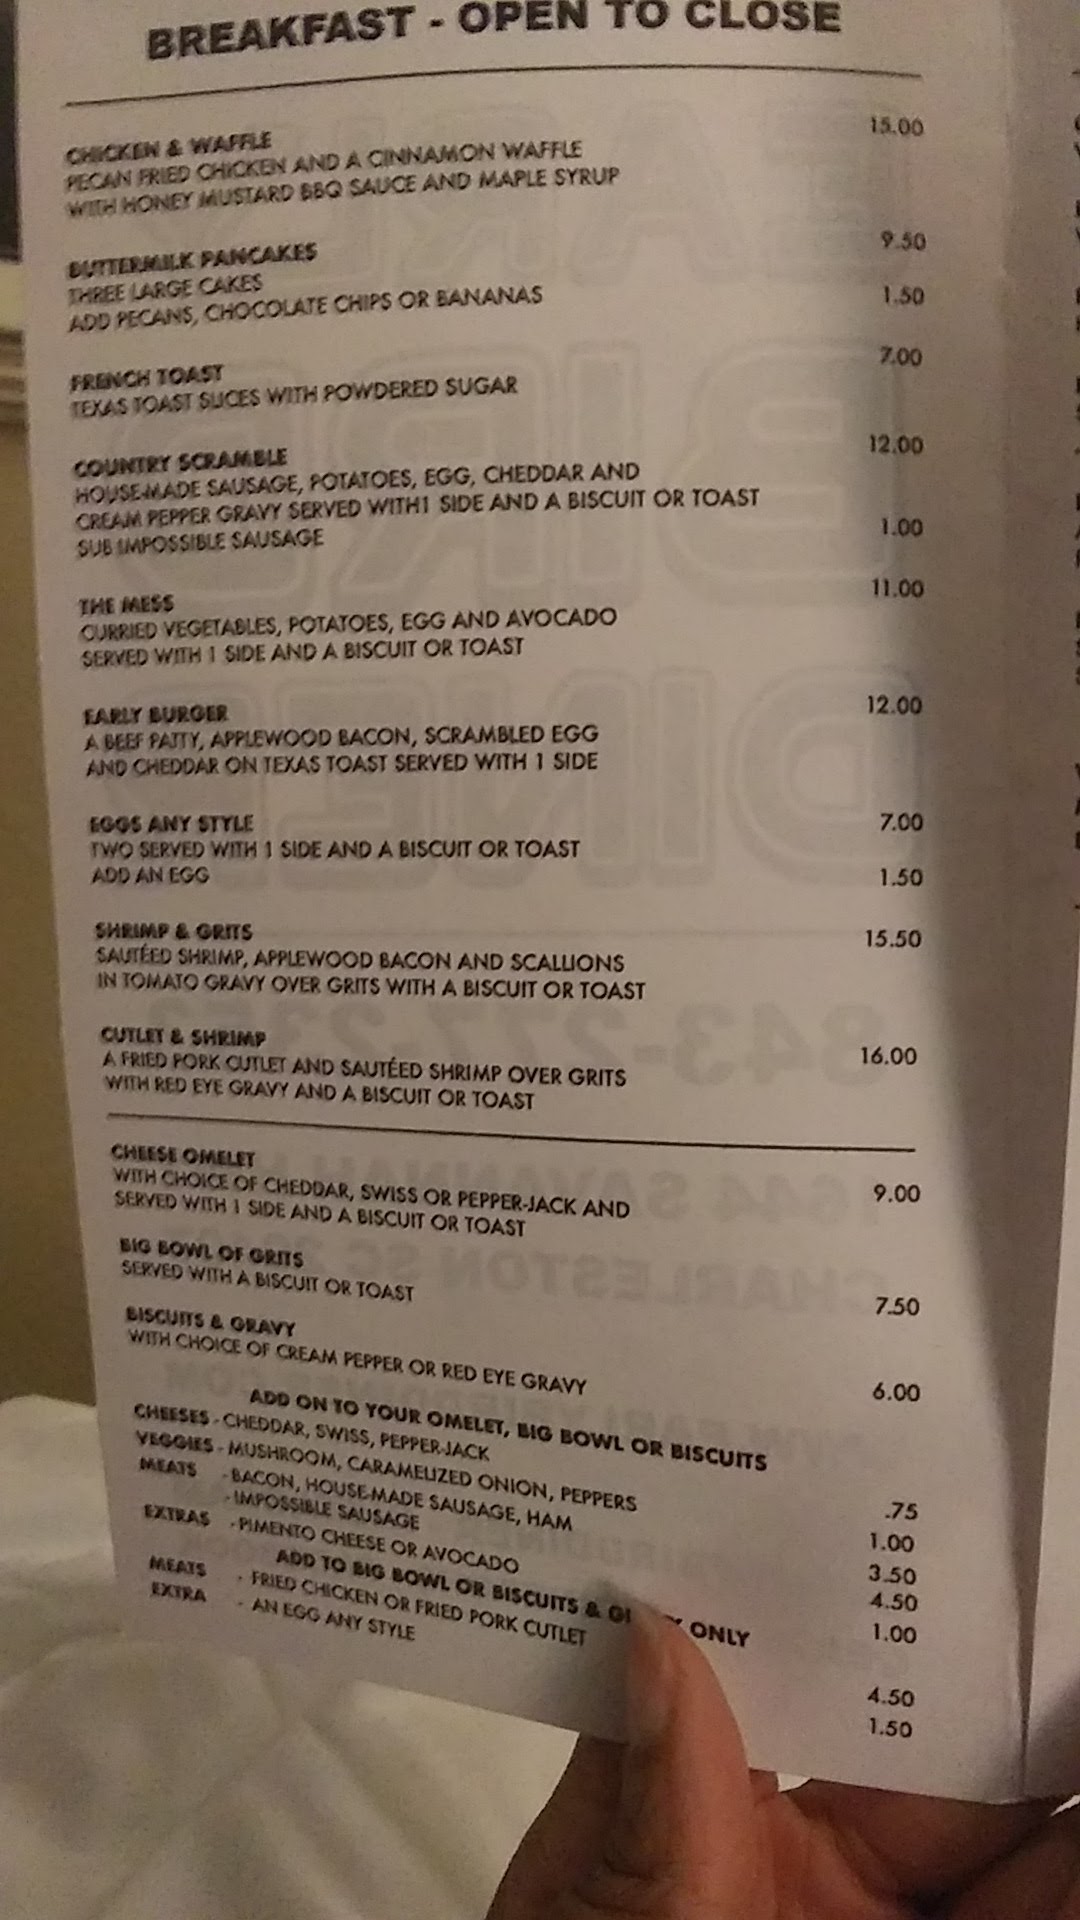 BREAKFAST - OPEN TO CLOSE
CHICKEN & WAFFLE 15.00
PECAN FRIED CHICKEN AND A CINNAMON WAFFLE
WITH HONEY MUSTARD BBQ SAUCE AND MAPLE SYRUP
BUTTERMILK PANCAKES 9.50
THREE LARGE CAKES
ADD PECANS, CHOCOLATE CHIPS OR BANANAS 1.50
FRENCH TOAST 7.00
TEXAS TOAST SLICES WITH POWDERED SUGAR
COUNTRY SCRAMBLE 12.00
HOUSE-MADE SAUSAGE, POTATOES, EGG, CHEDDAR AND
CREAM PEPPER GRAVY SERVED WITH1 SIDE AND A BISCUIT OR TOAST
SUB IMPOSSIBLE SAUSAGE 1.00
THE MESS 11.00
CURRIED VEGETABLES, POTATOES, EGG AND AVOCADO
SERVED WITH 1 SIDE AND A BISCUIT OR TOAST
EARLY BURGER 12.00
A BEEF PATTY, APPLEWOOD BACON, SCRAMBLED EGG
AND CHEDDAR ON TEXAS TOAST SERVED WITH 1 SIDE
EGGS ANY STYLE 7.00
TWO SERVED WITH 1 SIDE AND A BISCUIT OR TOAST
ADD AN EGG 1.50
SHRIMP & GRITS 15.50
SAUTÉED SHRIMP, APPLEWOOD BACON AND SCALLIONS
IN TOMATO GRAVY OVER GRITS WITH A BISCUIT OR TOAST
CUTLET & SHRIMP 16.00
A FRIED PORK CUTLET AND SAUTÉED SHRIMP OVER GRITS
WITH RED EYE GRAVY AND A BISCUIT OR TOAST
CHEESE OMELET 9.00
WITH CHOICE OF CHEDDAR, SWISS OR PEPPER-JACK AND
SERVED WITH 1 SIDE AND A BISCUIT OR TOAST
BIG BOWL OF GRITS 7.50
SERVED WITH A BISCUIT OR TOAST
BISCUITS & GRAVY 6.00
WITH CHOICE OF CREAM PEPPER OR RED EYE GRAVY
ADD ON TO YOUR OMELET, BIG BOWL OR BISCUITS
CHEESES - CHEDDAR, SWISS, PEPPER-JACK .75
VEGGIES - MUSHROOM, CARAMELIZED ONION, PEPPERS 1.00
MEATS - BACON, HOUSE-MADE SAUSAGE, HAM 3.50
- IMPOSSIBLE SAUSAGE 4.50
EXTRAS - PIMENTO CHEESE OR AVOCADO 1.00
ADD TO BIG BOWL OR BISCUITS & ONLY
MEATS - FRIED CHICKEN OR FRIED PORK CUTLET 4.50
EXTRA - AN EGG ANY STYLE 1.50